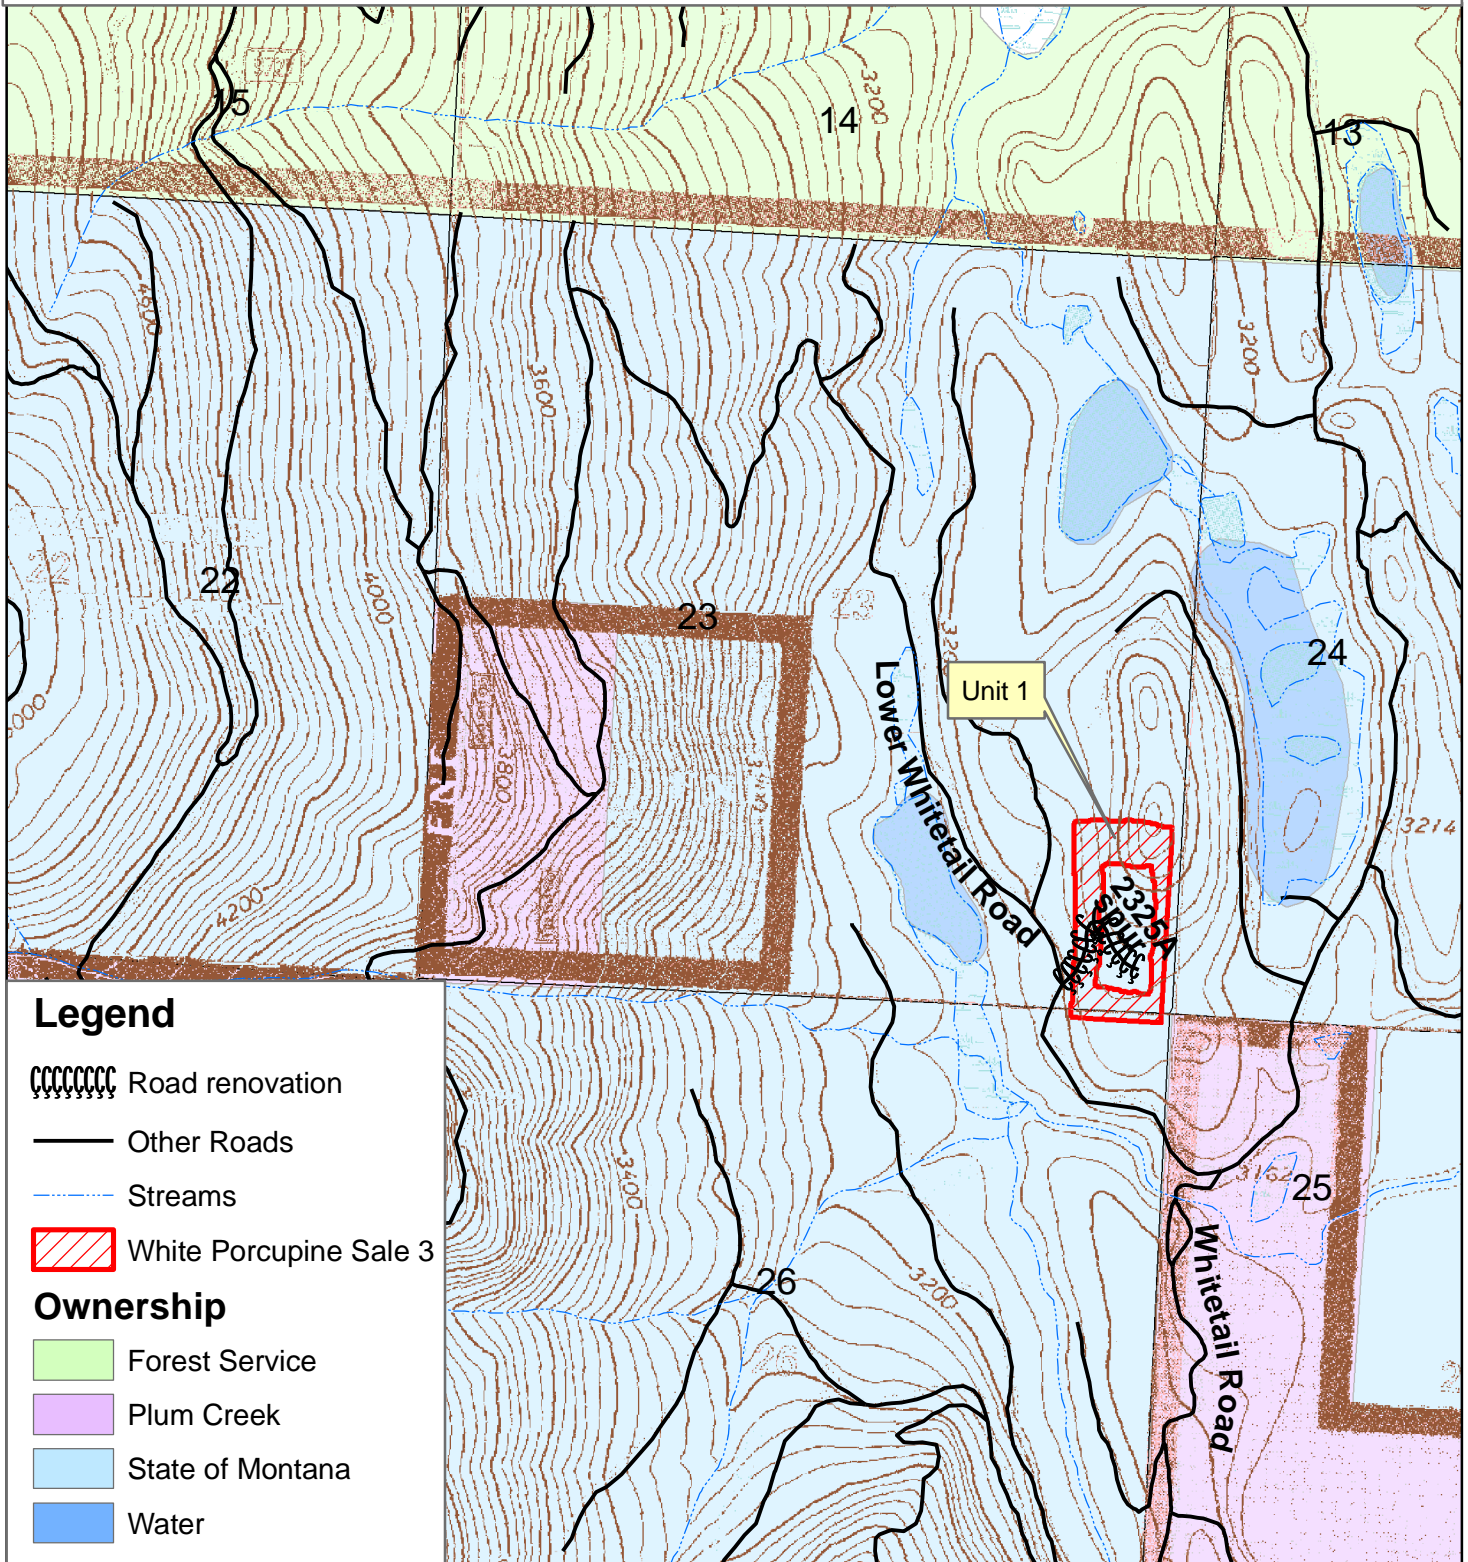 15
14
3200
13
4600
3600
3200
22
22
4000
23
23
24
3800
Unit 1
Lower Whitetail Road
4200
3214
2325A
spur
Legend
Road renovation
Other Roads
Streams
White Porcupine Sale 3
Ownership
Forest Service
Plum Creek
State of Montana
Water
3400
3200
26
26
25
Whitetail Road